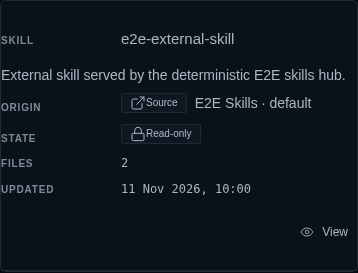 SKILL e2e-external-skill
External skill served by the deterministic E2E skills hub.
ORIGIN Source E2E Skills · default
STATE Read-only
FILES 2
UPDATED 11 Nov 2026, 10:00
View